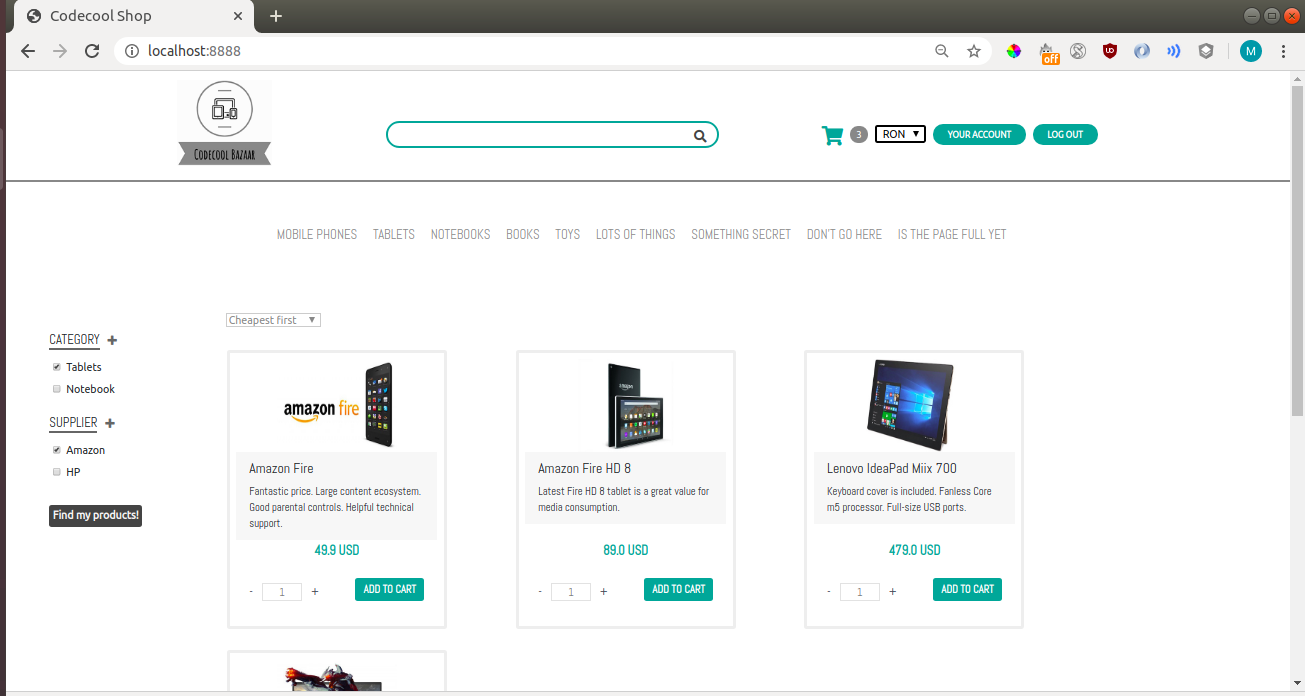 Codecool Shop
localhost:8888
off
UD
M
CODECOOL BAZAAR
3
RON
YOUR ACCOUNT
LOG OUT
MOBILE PHONES
TABLETS
NOTEBOOKS
BOOKS
TOYS
LOTS OF THINGS
SOMETHING SECRET
DON'T GO HERE
IS THE PAGE FULL YET
Cheapest first
CATEGORY +
Tablets
Notebook
SUPPLIER +
Amazon
HP
Find my products!
amazon fire
Amazon Fire
Fantastic price. Large content ecosystem.
Good parental controls. Helpful technical
support.
49.9 USD
- 1 +
ADD TO CART
amazon
Amazon Fire HD 8
Latest Fire HD 8 tablet is a great value for
media consumption.
89.0 USD
- 1 +
ADD TO CART
Lenovo IdeaPad Miix 700
Keyboard cover is included. Fanless Core
m5 processor. Full-size USB ports.
479.0 USD
- 1 +
ADD TO CART